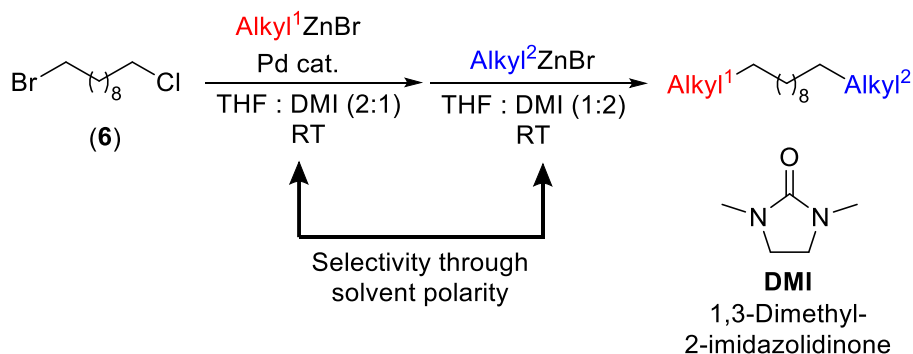 Alkyl¹ZnBr
Pd cat.
THF : DMI (2:1)
RT
Alkyl²ZnBr
THF : DMI (1:2)
RT
Br
Cl
8
(6)
Alkyl¹
8
Alkyl²
Selectivity through
solvent polarity
O
N
N
DMI
1,3-Dimethyl-
2-imidazolidinone